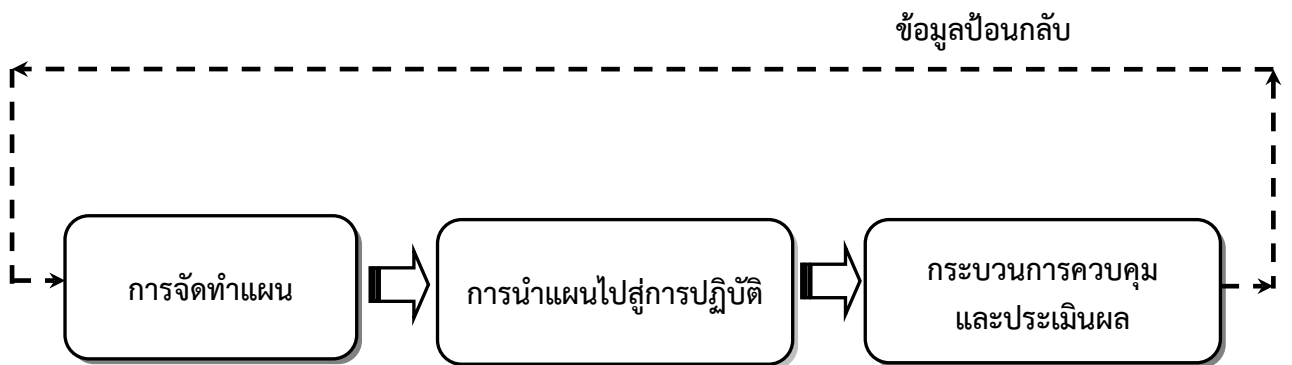 ข้อมูลป้อนกลับ
การจัดทำแผน
การนำแผนไปสู่การปฏิบัติ
กระบวนการควบคุม
และประเมินผล